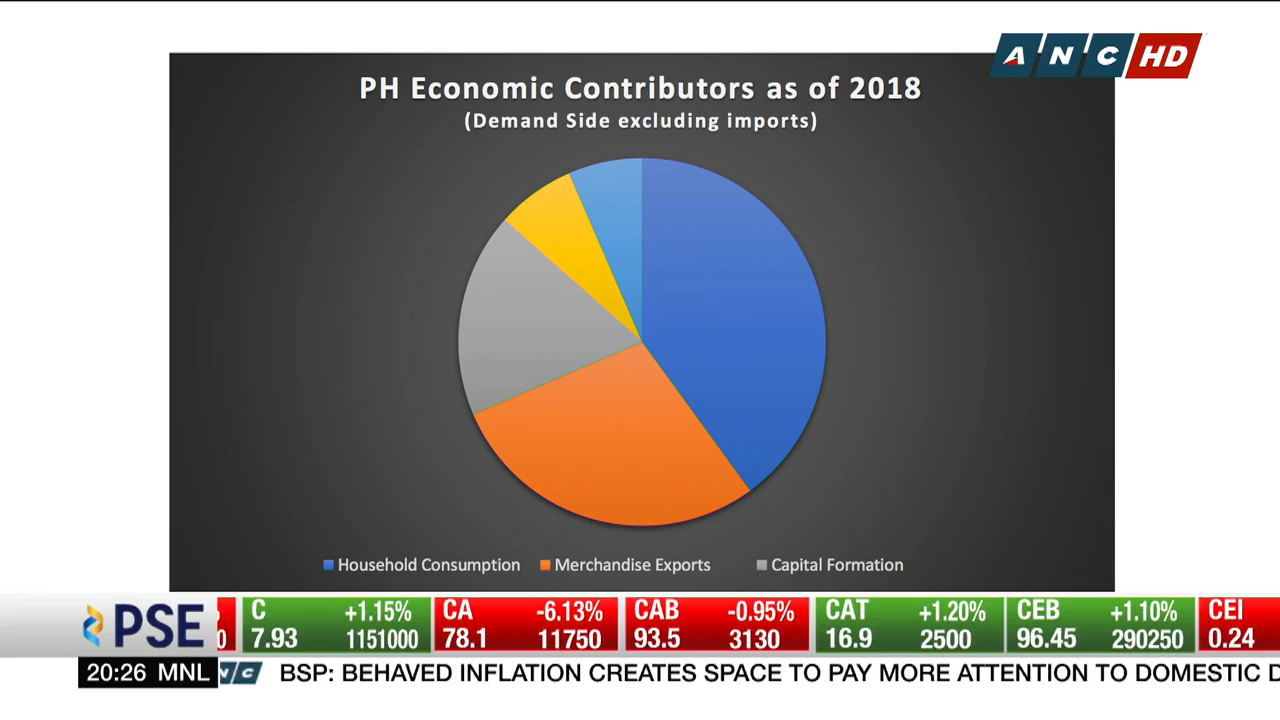 ANC HD
PH Economic Contributors as of 2018
(Demand Side excluding imports)
Household Consumption Merchandise Exports Capital Formation
PSE
C +1.15% CA -6.13% CAB -0.95% CAT +1.20% CEB +1.10% CEI
0 7.93 1151000 78.1 11750 93.5 3130 16.9 2500 96.45 290250 0.24
20:26 MNL NC BSP: BEHAVED INFLATION CREATES SPACE TO PAY MORE ATTENTION TO DOMESTIC